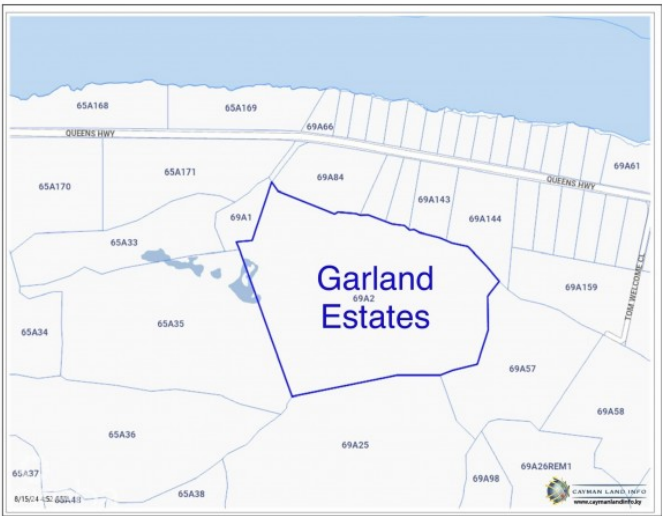 65A168
65A169
69A66
QUEENS HWY
69A61
65A170
65A171
69A84
QUEENS HWY
69A143
69A1
69A144
65A33
Garland
69A2
Estates
69A159
TOM WELCOME CL
65A34
65A35
69A57
69A58
65A36
69A25
65A37
65A38
69A98
69A26REM1
CAYMAN LAND INFO
www.caymanlandinfo.ky